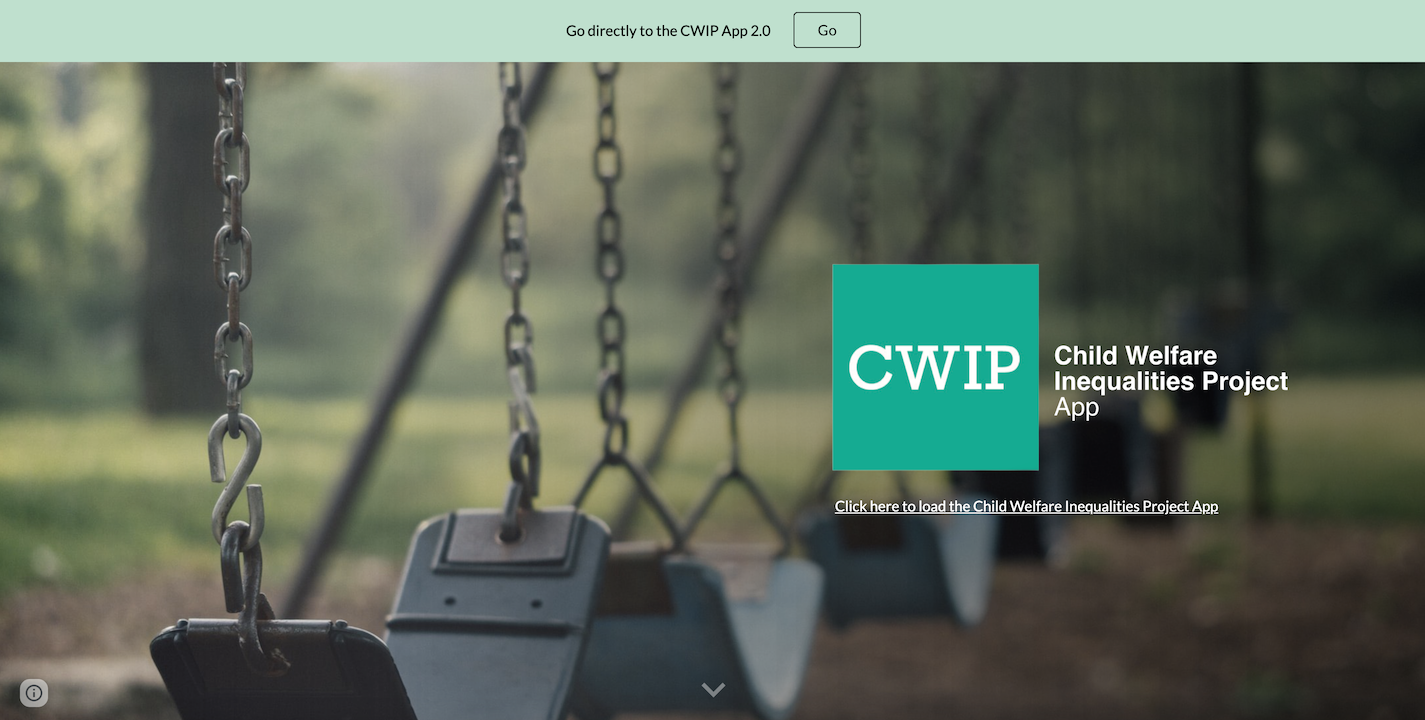 Go directly to the CWIP App 2.0
Go
CWIP
Child Welfare
Inequalities Project
App
Click here to load the Child Welfare Inequalities Project App